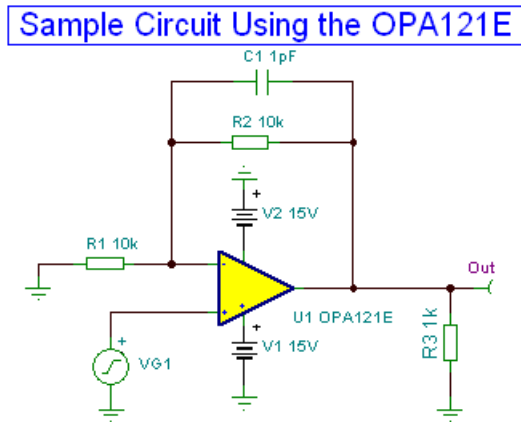 Sample Circuit Using the OPA121E
C1 1pF
R2 10k
V2 15V
R1 10k
Out
U1 OPA121E
R3 1k
V1 15V
VG1